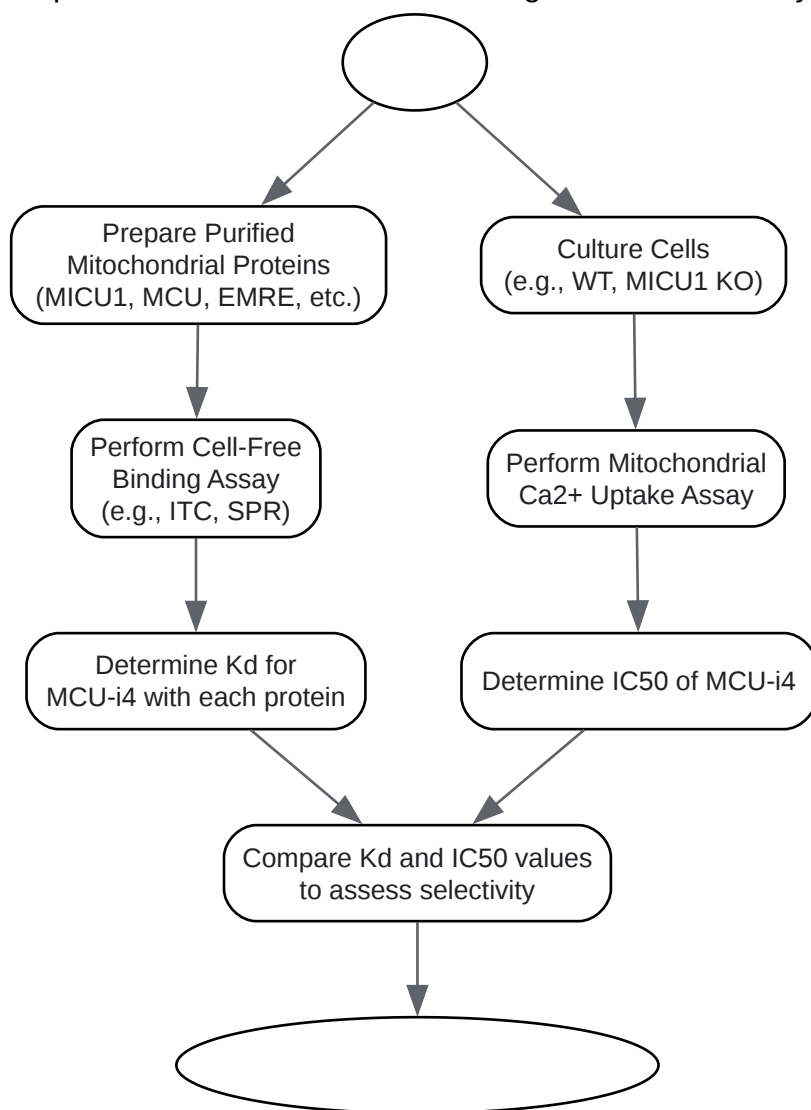 Prepare Purified
Mitochondrial Proteins
(MICU1, MCU, EMRE, etc.)
Culture Cells
(e.g., WT, MICU1 KO)
Perform Cell-Free
Binding Assay
(e.g., ITC, SPR)
Perform Mitochondrial
Ca2+ Uptake Assay
Determine Kd for
MCU-i4 with each protein
Determine IC50 of MCU-i4
Compare Kd and IC50 values
to assess selectivity